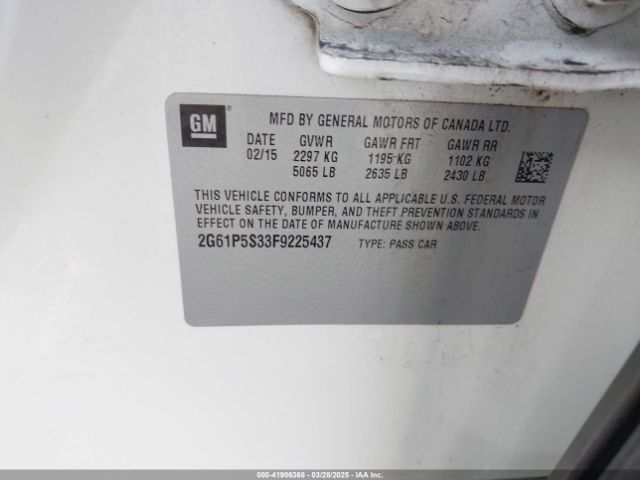 GM
MFD BY GENERAL MOTORS OF CANADA LTD.
DATE GVWR GAWR FRT GAWR RR
02/15 2297 KG 1195 KG 1102 KG
5065 LB 2635 LB 2430 LB
THIS VEHICLE CONFORMS TO ALL APPLICABLE U.S. FEDERAL MOTOR
VEHICLE SAFETY, BUMPER, AND THEFT PREVENTION STANDARDS IN
EFFECT ON THE DATE OF MANUFACTURE SHOWN ABOVE.
2G61P5S33F9225437 TYPE: PASS CAR
000-41906368 - 03/28/2025 - IAAI, Inc.